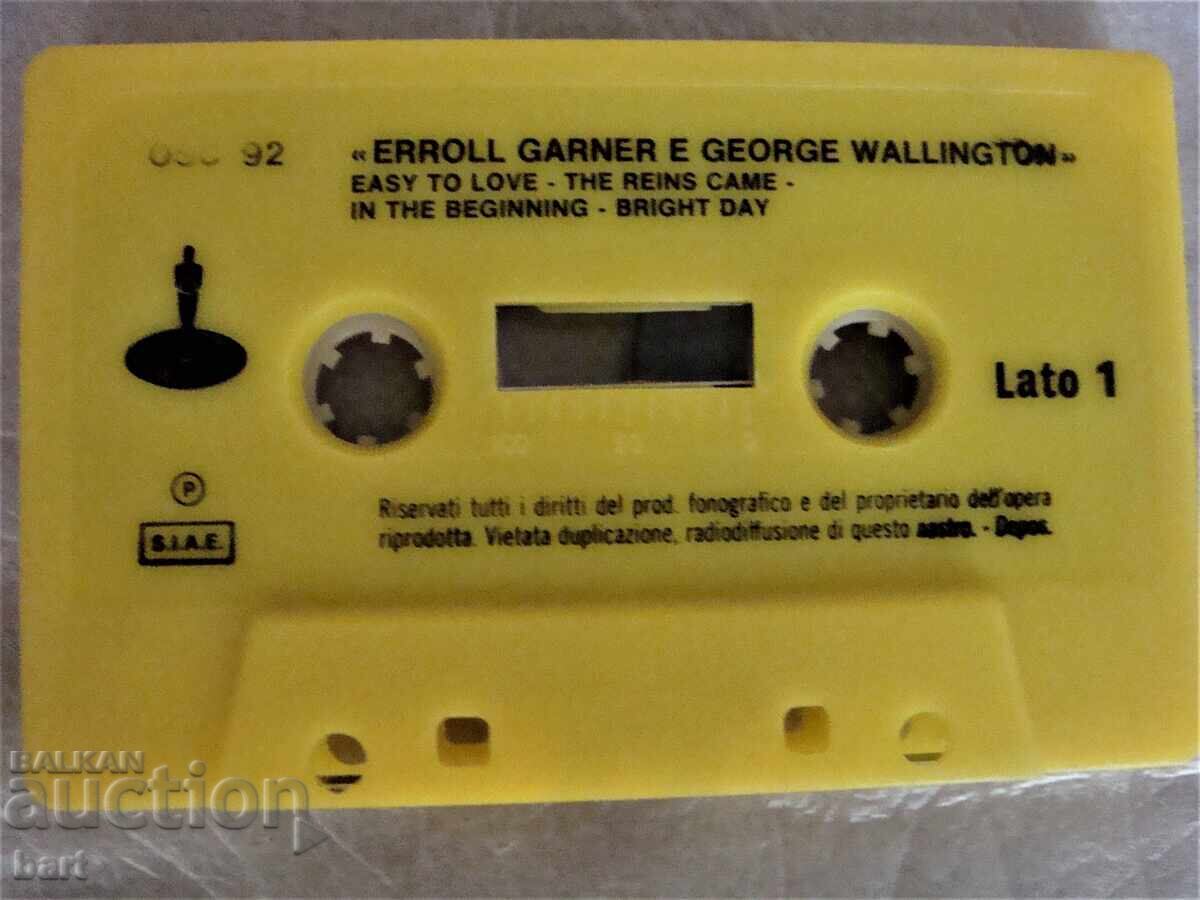 92 «ERROLL GARNER E GEORGE WALLINGTON»
EASY TO LOVE - THE REINS CAME -
IN THE BEGINNING - BRIGHT DAY
Lato 1
P
S.I.A.E.
Riservati tutti i diritti del prod. fonografico e del proprietario dell'opera
riprodotta. Vietata duplicazione, radiodiffusione di questo nastro. - Depos.
BALKAN
auction
bart